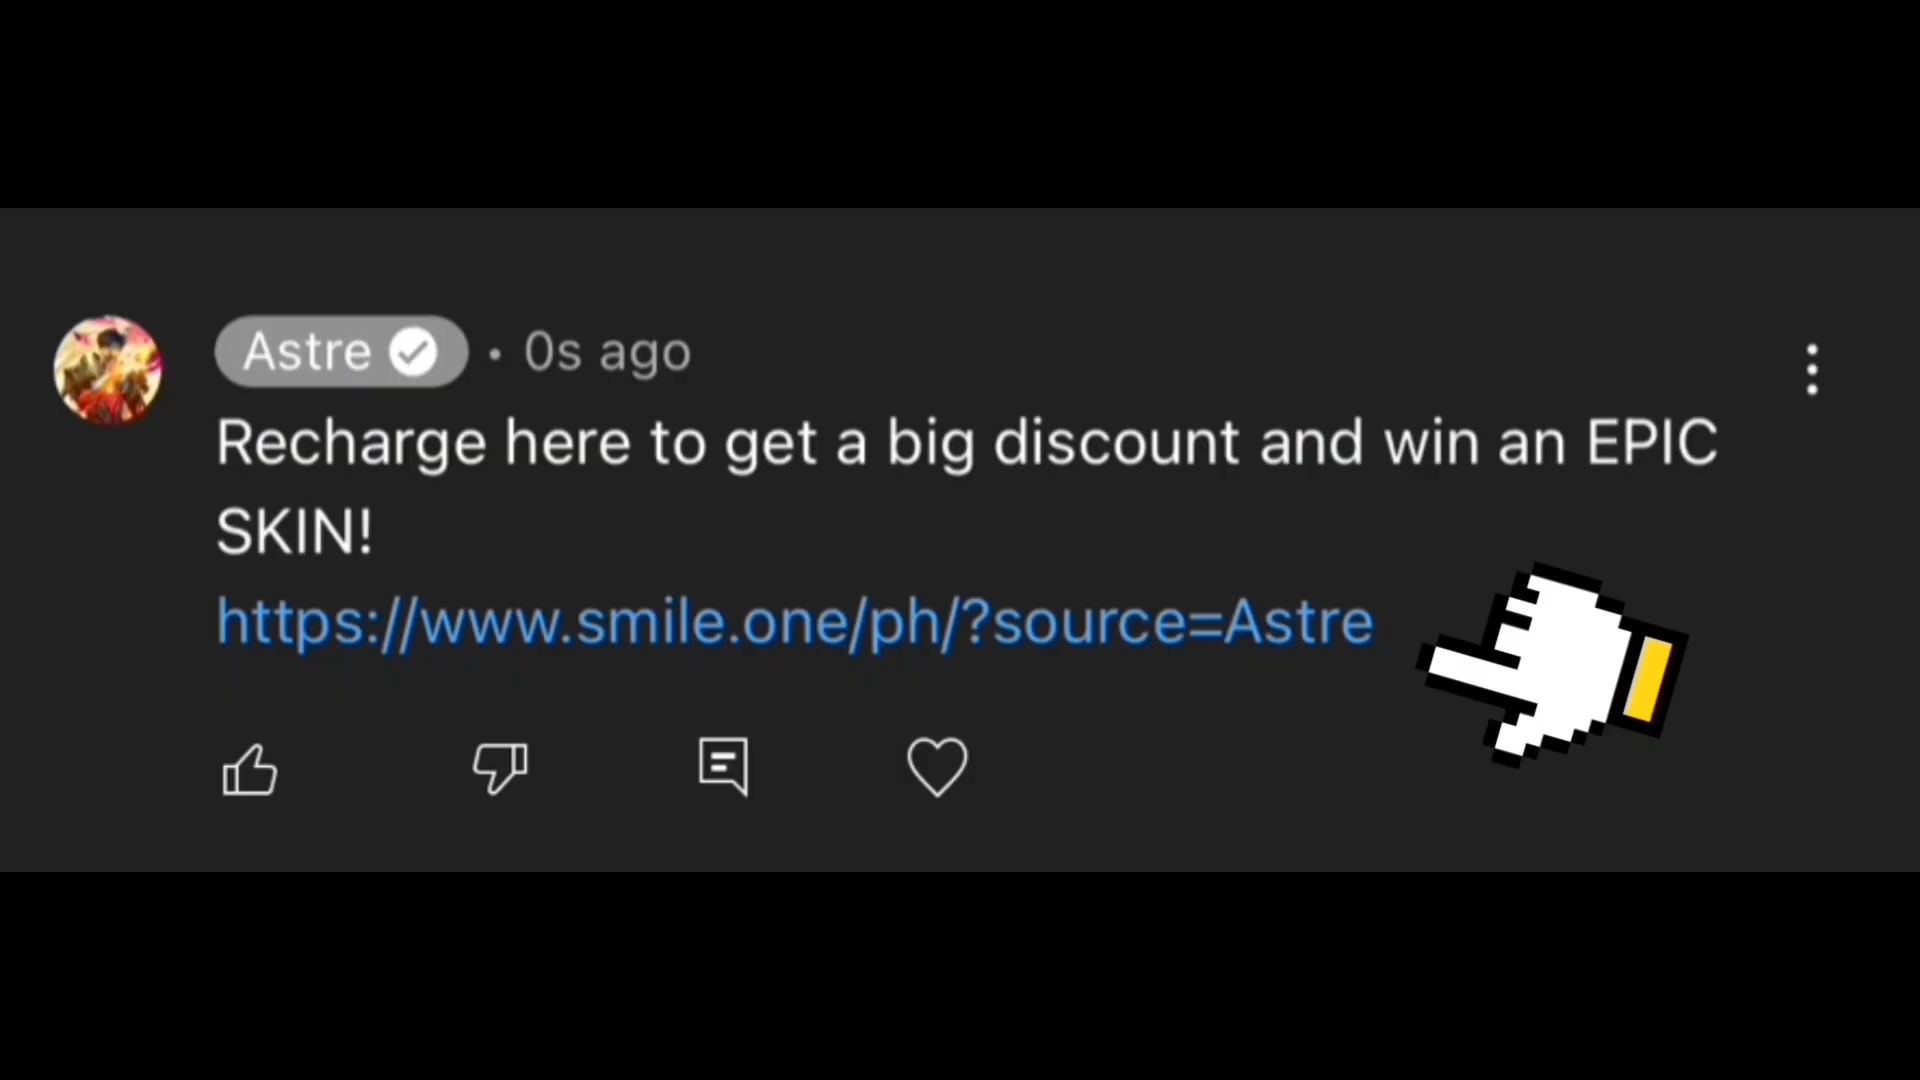 Astre • 0s ago
Recharge here to get a big discount and win an EPIC
SKIN!
https://www.smile.one/ph/?source=Astre